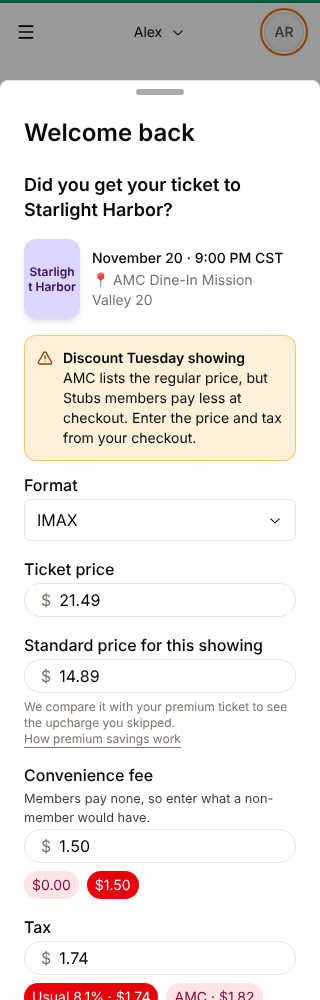 Alex
AR
Welcome back
Did you get your ticket to
Starlight Harbor?
Starligh
t Harbor
November 20 · 9:00 PM CST
📍 AMC Dine-In Mission
Valley 20
Discount Tuesday showing
AMC lists the regular price, but
Stubs members pay less at
checkout. Enter the price and tax
from your checkout.
Format
IMAX
Ticket price
$ 21.49
Standard price for this showing
$ 14.89
We compare it with your premium ticket to see
the upcharge you skipped.
How premium savings work
Convenience fee
Members pay none, so enter what a non-
member would have.
$ 1.50
$0.00 $1.50
Tax
$ 1.74
Usual 8.1% · $1.74 AMC · $1.82